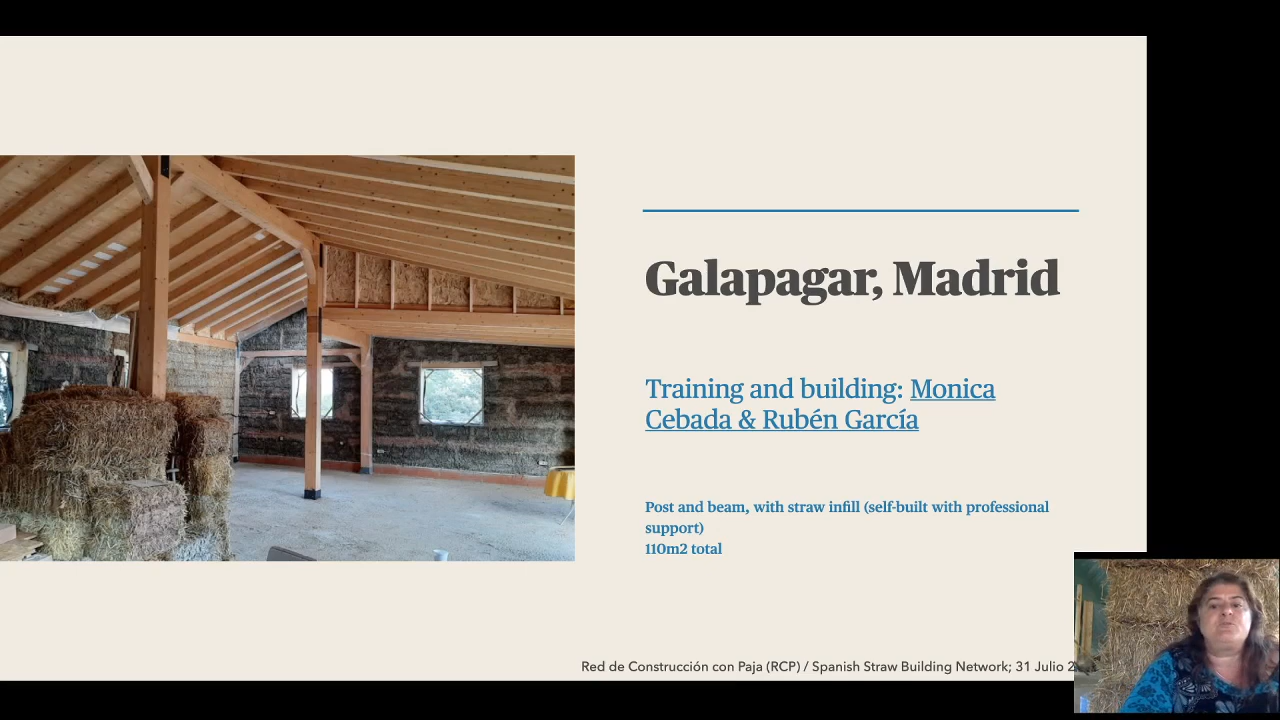 Galapagar, Madrid
Training and building: Monica
Cebada & Rubén García
Post and beam, with straw infill (self-built with professional
support)
110m2 total
Red de Construcción con Paja (RCP) / Spanish Straw Building Network; 31 Julio